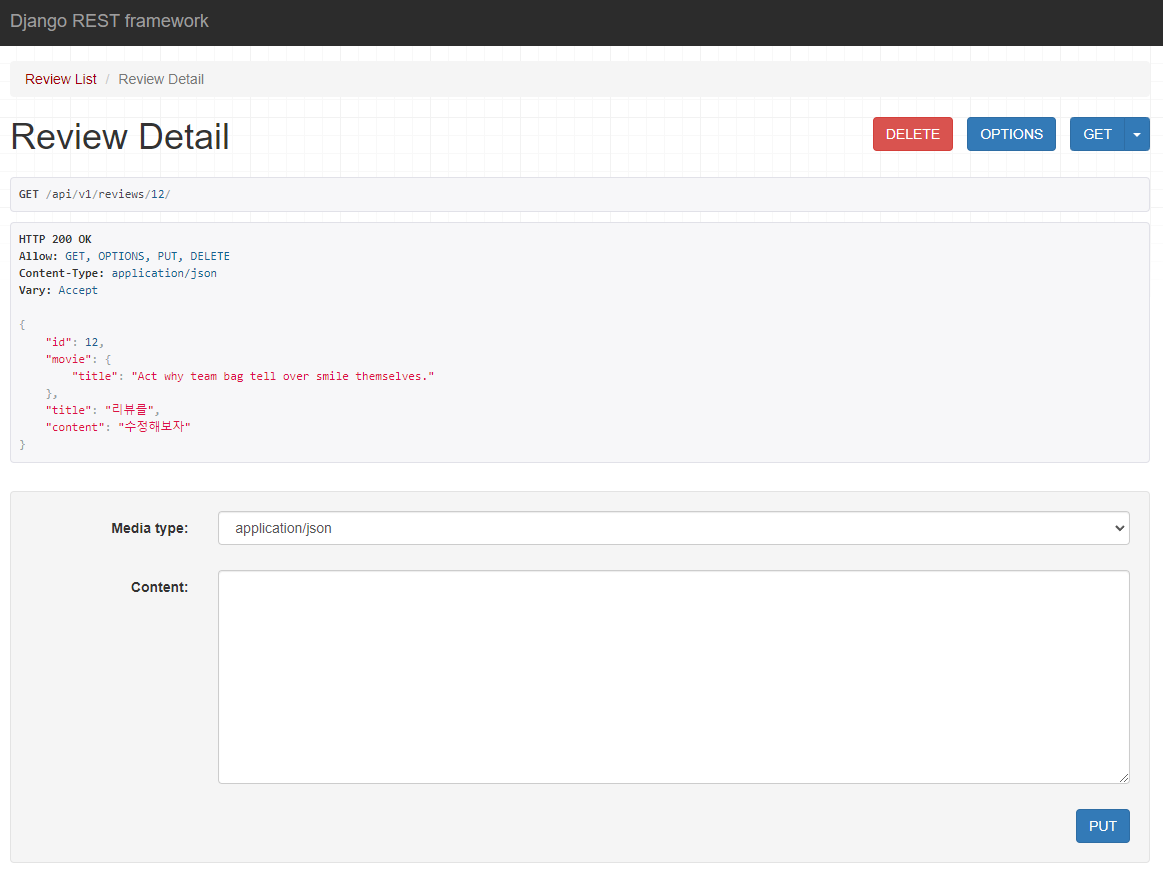 Django REST framework
Review List / Review Detail
Review Detail
DELETE OPTIONS GET
GET /api/v1/reviews/12/
HTTP 200 OK
Allow: GET, OPTIONS, PUT, DELETE
Content-Type: application/json
Vary: Accept
{
    "id": 12,
    "movie": {
        "title": "Act why team bag tell over smile themselves."
    },
    "title": "리뷰를",
    "content": "수정해보자"
}
Media type: application/json
Content:
PUT